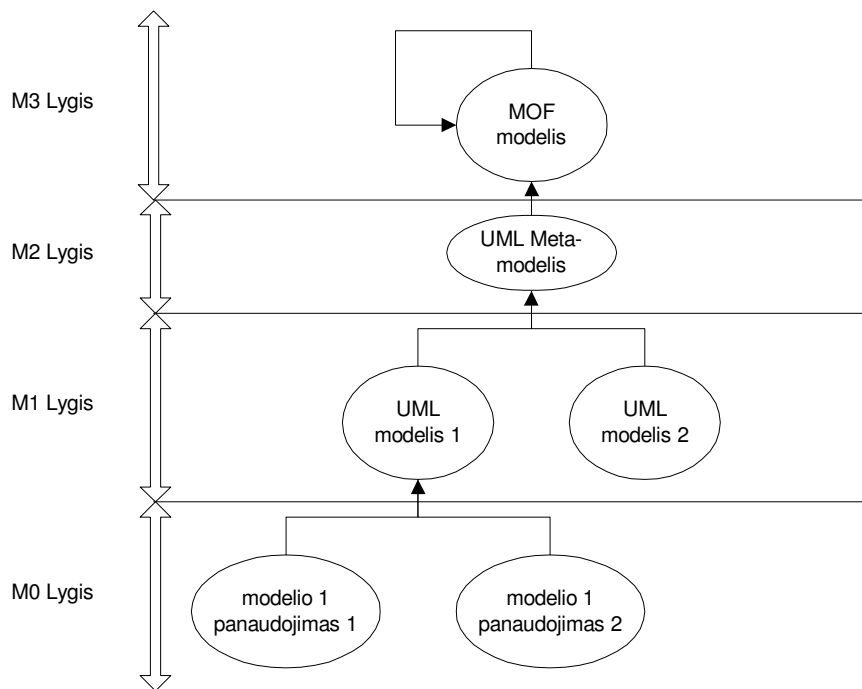 M3 Lygis
MOF
modelis
M2 Lygis
UML Meta-
modelis
M1 Lygis
UML
modelis 1
UML
modelis 2
M0 Lygis
modelio 1
panaudojimas 1
modelio 1
panaudojimas 2